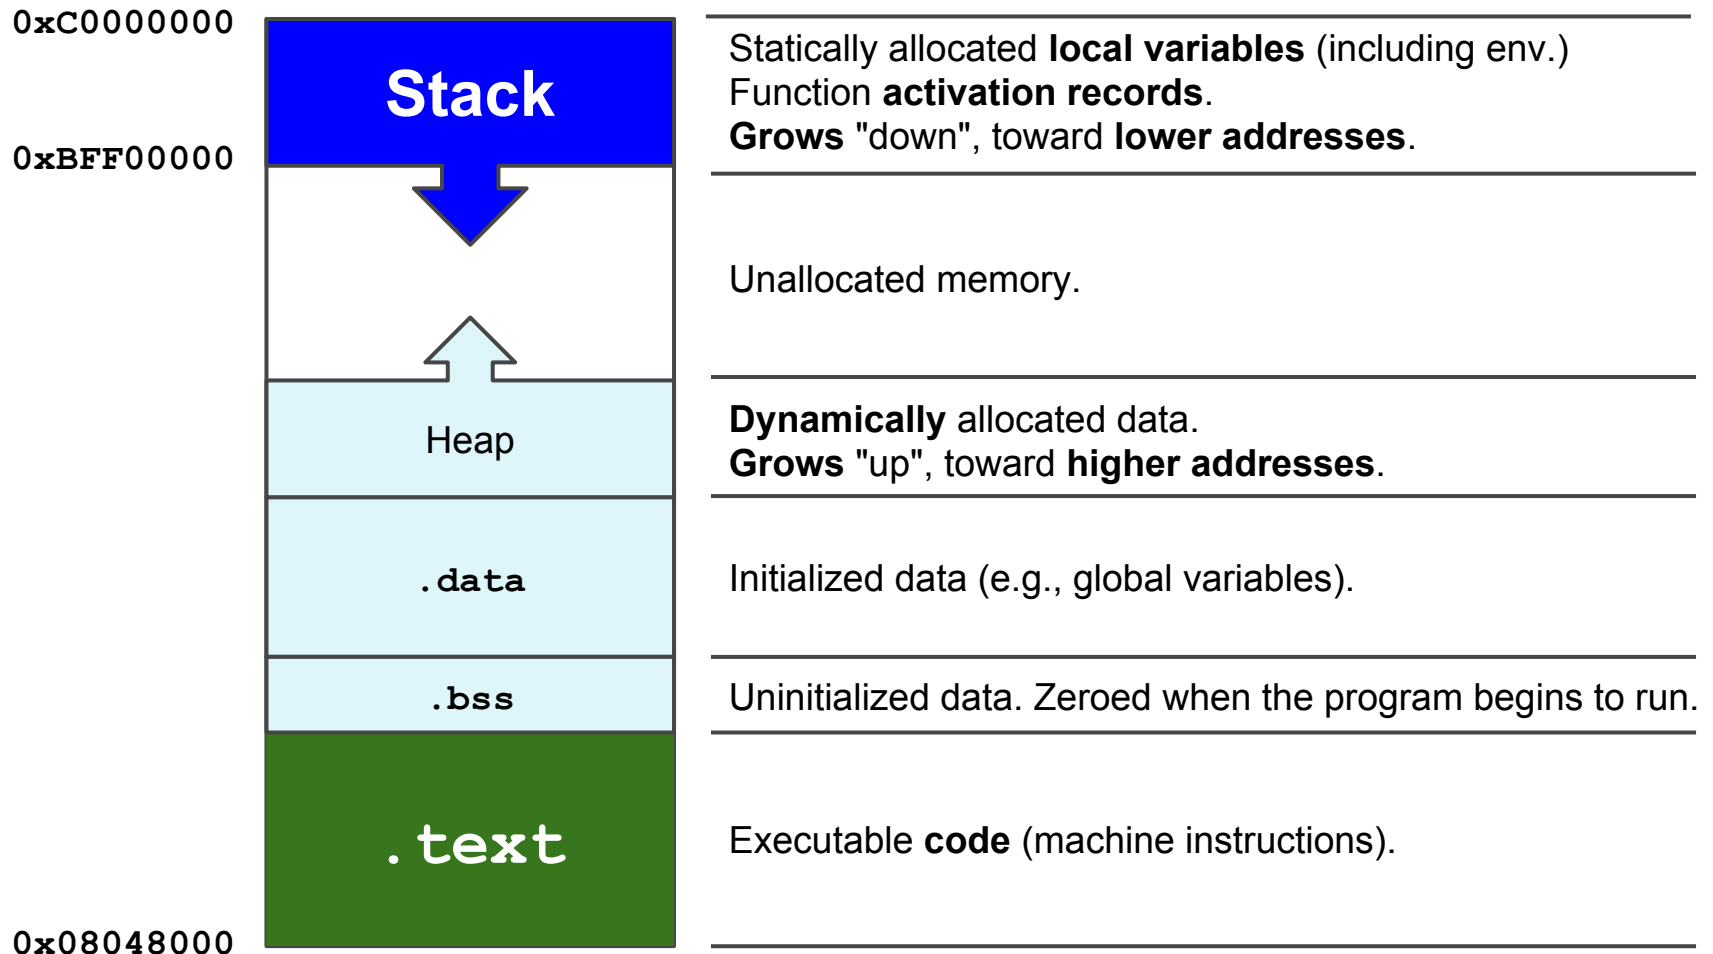 0xC0000000
Stack
Statically allocated local variables (including env.)
Function activation records.
Grows "down", toward lower addresses.
0xBFF00000
Unallocated memory.
Heap
Dynamically allocated data.
Grows "up", toward higher addresses.
.data
Initialized data (e.g., global variables).
.bss
Uninitialized data. Zeroed when the program begins to run.
.text
Executable code (machine instructions).
0x08048000